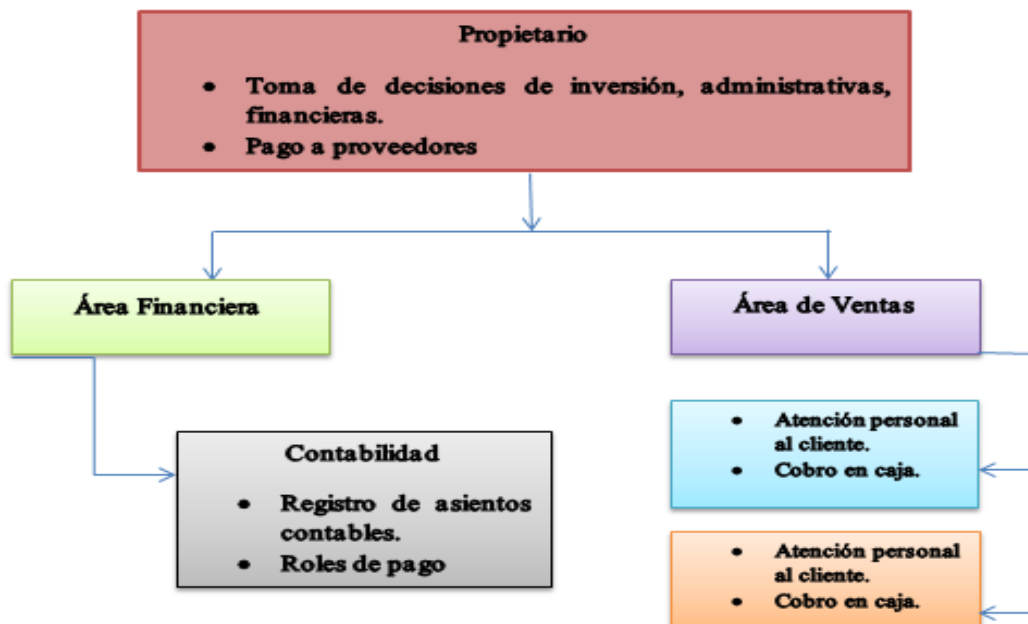 Propietario
• Toma de decisiones de inversión, administrativas,
financieras.
• Pago a proveedores
Área Financiera
Área de Ventas
Contabilidad
• Registro de asientos
contables.
• Roles de pago
• Atención personal
al cliente.
• Cobro en caja.
• Atención personal
al cliente.
• Cobro en caja.